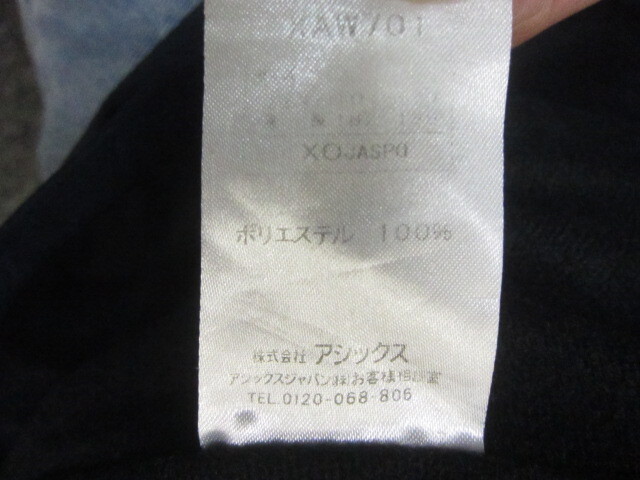 XAW701
XOJASPO
ポリエステル 100%
株式会社 アシックス
アシックスジャパン(株)お客様相談室
TEL.0120-068-806